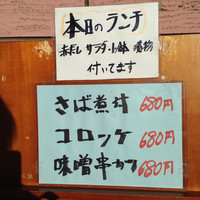 本日のランチ
赤だし サラダ 小鉢 漬物
付いてます
さば煮付 680円
コロッケ 680円
味噌串カツ 680円